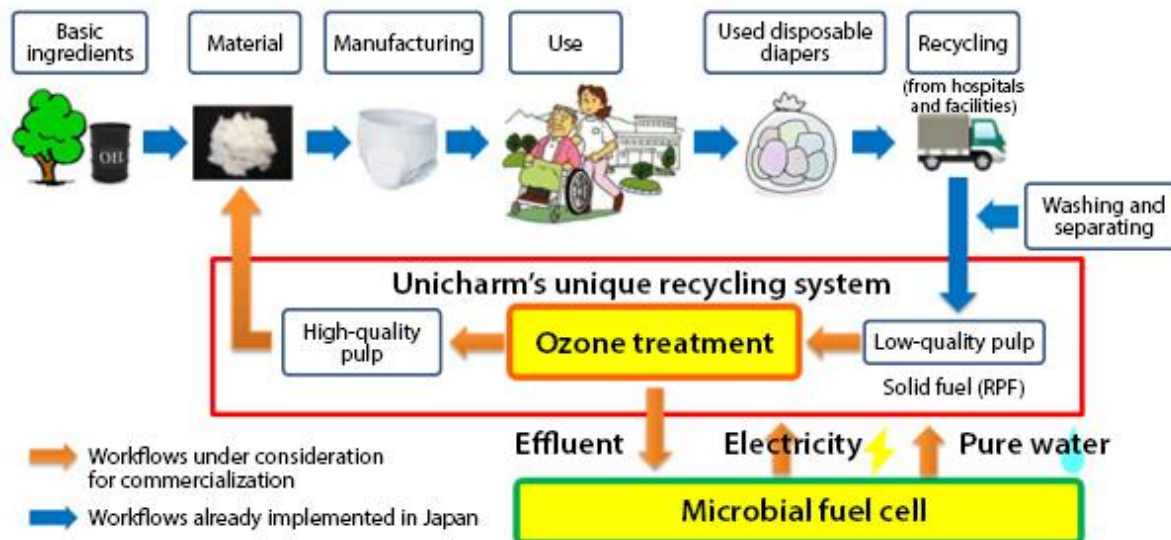 Basic
ingredients
Material
Manufacturing
Use
Used disposable
diapers
Recycling
(from hospitals
and facilities)
OIL
Washing and
separating
Unicharm's unique recycling system
High-quality
pulp
Ozone treatment
Low-quality pulp
Solid fuel (RPF)
Effluent
Electricity
Pure water
Workflows under consideration
for commercialization
Workflows already implemented in Japan
Microbial fuel cell